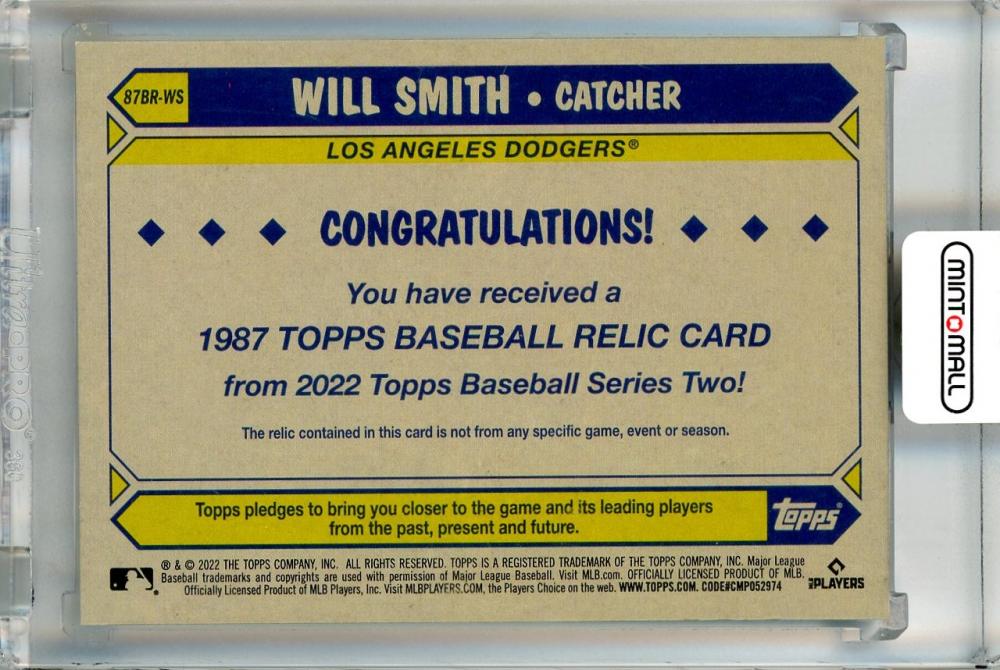 87BR-WS
WILL SMITH • CATCHER
LOS ANGELES DODGERS®
CONGRATULATIONS!
You have received a
1987 TOPPS BASEBALL RELIC CARD
from 2022 Topps Baseball Series Two!
The relic contained in this card is not from any specific game, event or season.
Topps pledges to bring you closer to the game and its leading players
from the past, present and future.
topps®
® & © 2022 THE TOPPS COMPANY, INC. ALL RIGHTS RESERVED. TOPPS IS A REGISTERED TRADEMARK OF THE TOPPS COMPANY, INC. Major League
Baseball trademarks and copyrights are used with permission of Major League Baseball. Visit MLB.com. OFFICIALLY LICENSED PRODUCT OF MLB
Officially Licensed Product of MLB Players, Inc. Visit MLBPLAYERS.COM, the Players Choice on the web. WWW.TOPPS.COM. CODE#CMP052974
PLAYERS
MINT MALL